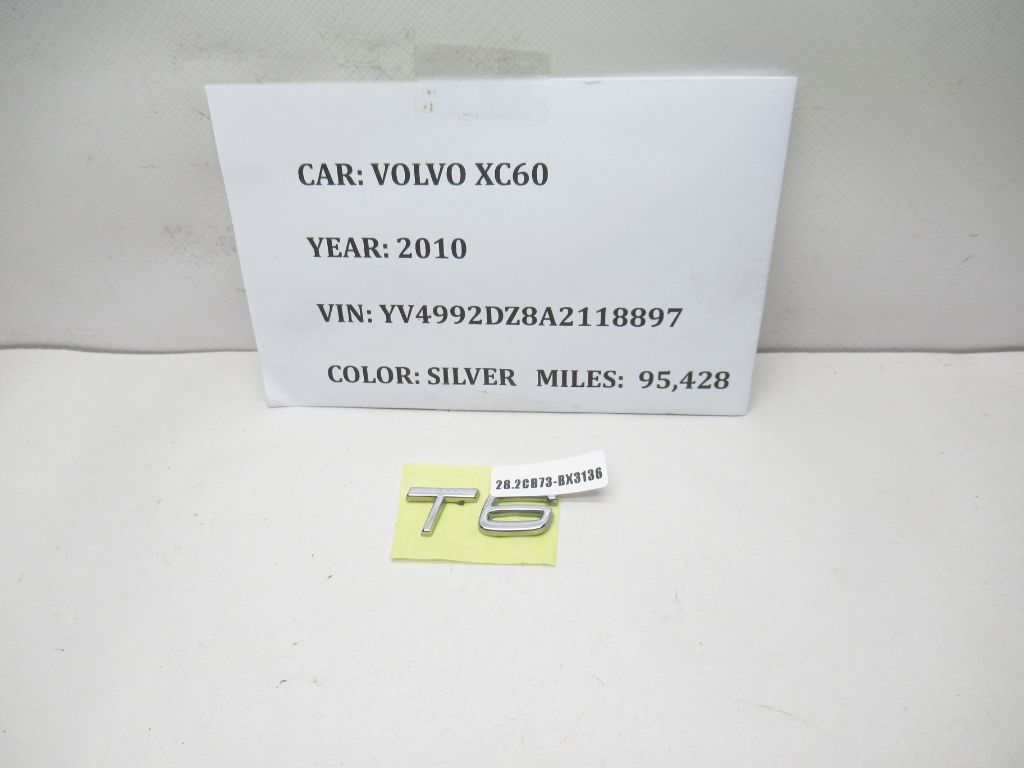 CAR: VOLVO XC60
YEAR: 2010
VIN: YV4992DZ8A2118897
COLOR: SILVER MILES: 95,428
28.2CB73-BX3136
T6